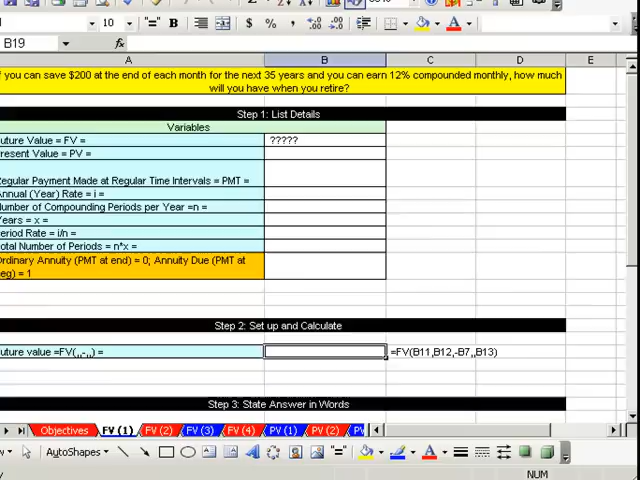 10 B $ % , .00 A
B19 fx
A B C D E
f you can save $200 at the end of each month for the next 35 years and you can earn 12% compounded monthly, how much
will you have when you retire?
Step 1: List Details
Variables
uture Value = FV = ?????
resent Value = PV =
Regular Payment Made at Regular Time Intervals = PMT =
Annual (Year) Rate = i =
Number of Compounding Periods per Year =n =
Years = x =
Period Rate = i/n =
Total Number of Periods = n*x =
Ordinary Annuity (PMT at end) = 0; Annuity Due (PMT at
eg) = 1
Step 2: Set up and Calculate
uture value =FV(,,-,,) = =FV(B11,B12,-B7,,B13)
Step 3: State Answer in Words
Objectives FV (1) FV (2) FV (3) FV (4) PV (1) PV (2) PV
AutoShapes A A
NUM